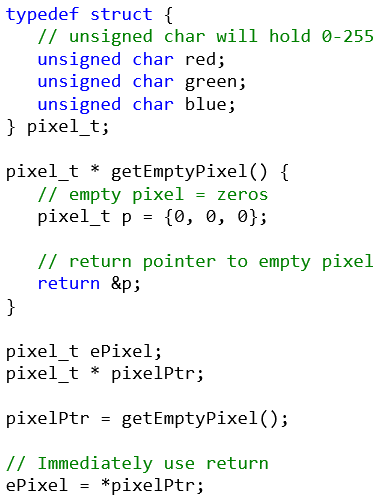 typedef struct {
   // unsigned char will hold 0-255
   unsigned char red;
   unsigned char green;
   unsigned char blue;
} pixel_t;

pixel_t * getEmptyPixel() {
   // empty pixel = zeros
   pixel_t p = {0, 0, 0};

   // return pointer to empty pixel
   return &p;
}

pixel_t ePixel;
pixel_t * pixelPtr;

pixelPtr = getEmptyPixel();

// Immediately use return
ePixel = *pixelPtr;